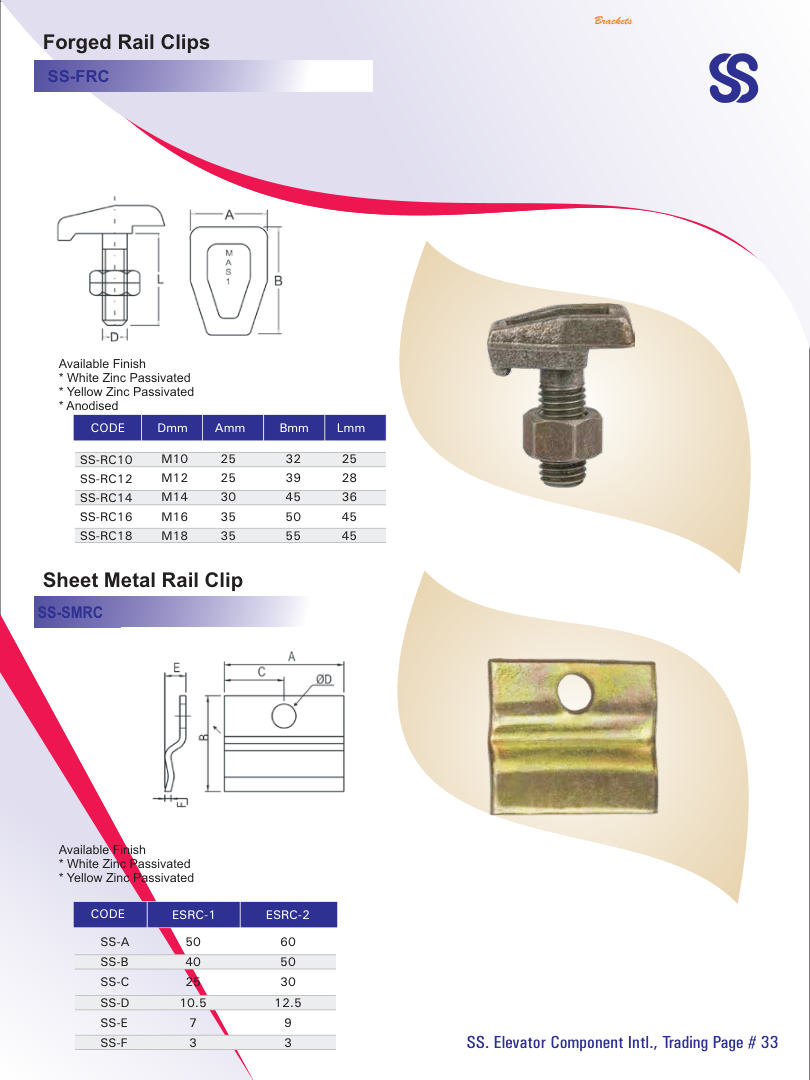 Brackets
Forged Rail Clips
SS-FRC
SS
A
M
A
S
1
L
B
D
Available Finish
* White Zinc Passivated
* Yellow Zinc Passivated
* Anodised
CODE Dmm Amm Bmm Lmm
SS-RC10 M10 25 32 25
SS-RC12 M12 25 39 28
SS-RC14 M14 30 45 36
SS-RC16 M16 35 50 45
SS-RC18 M18 35 55 45
Sheet Metal Rail Clip
SS-SMRC
A
E
C
ØD
B
F
Available Finish
* White Zinc Passivated
* Yellow Zinc Passivated
CODE ESRC-1 ESRC-2
SS-A 50 60
SS-B 40 50
SS-C 25 30
SS-D 10.5 12.5
SS-E 7 9
SS-F 3 3
SS. Elevator Component Intl., Trading Page # 33